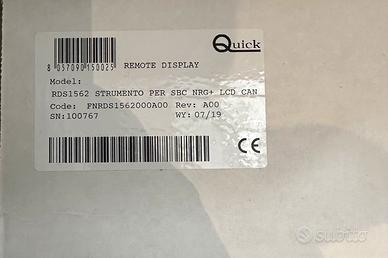 Quick
8 057090 150025
REMOTE DISPLAY
Model:
RDS1562 STRUMENTO PER SBC NRG+ LCD CAN
Code: FNRDS1562000A00 Rev: A00
SN:100767 WY: 07/19
subito